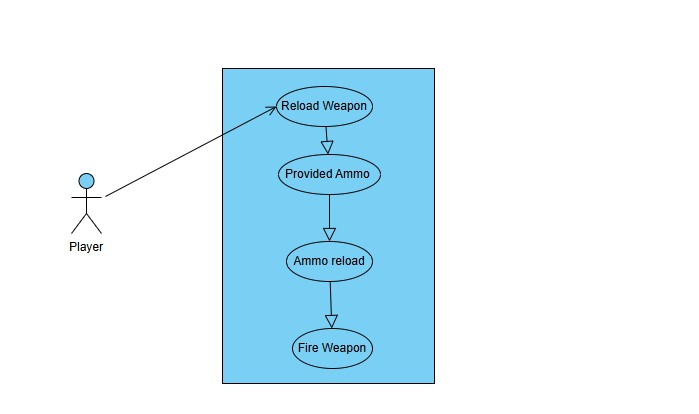 Reload Weapon
Provided Ammo
Player
Ammo reload
Fire Weapon